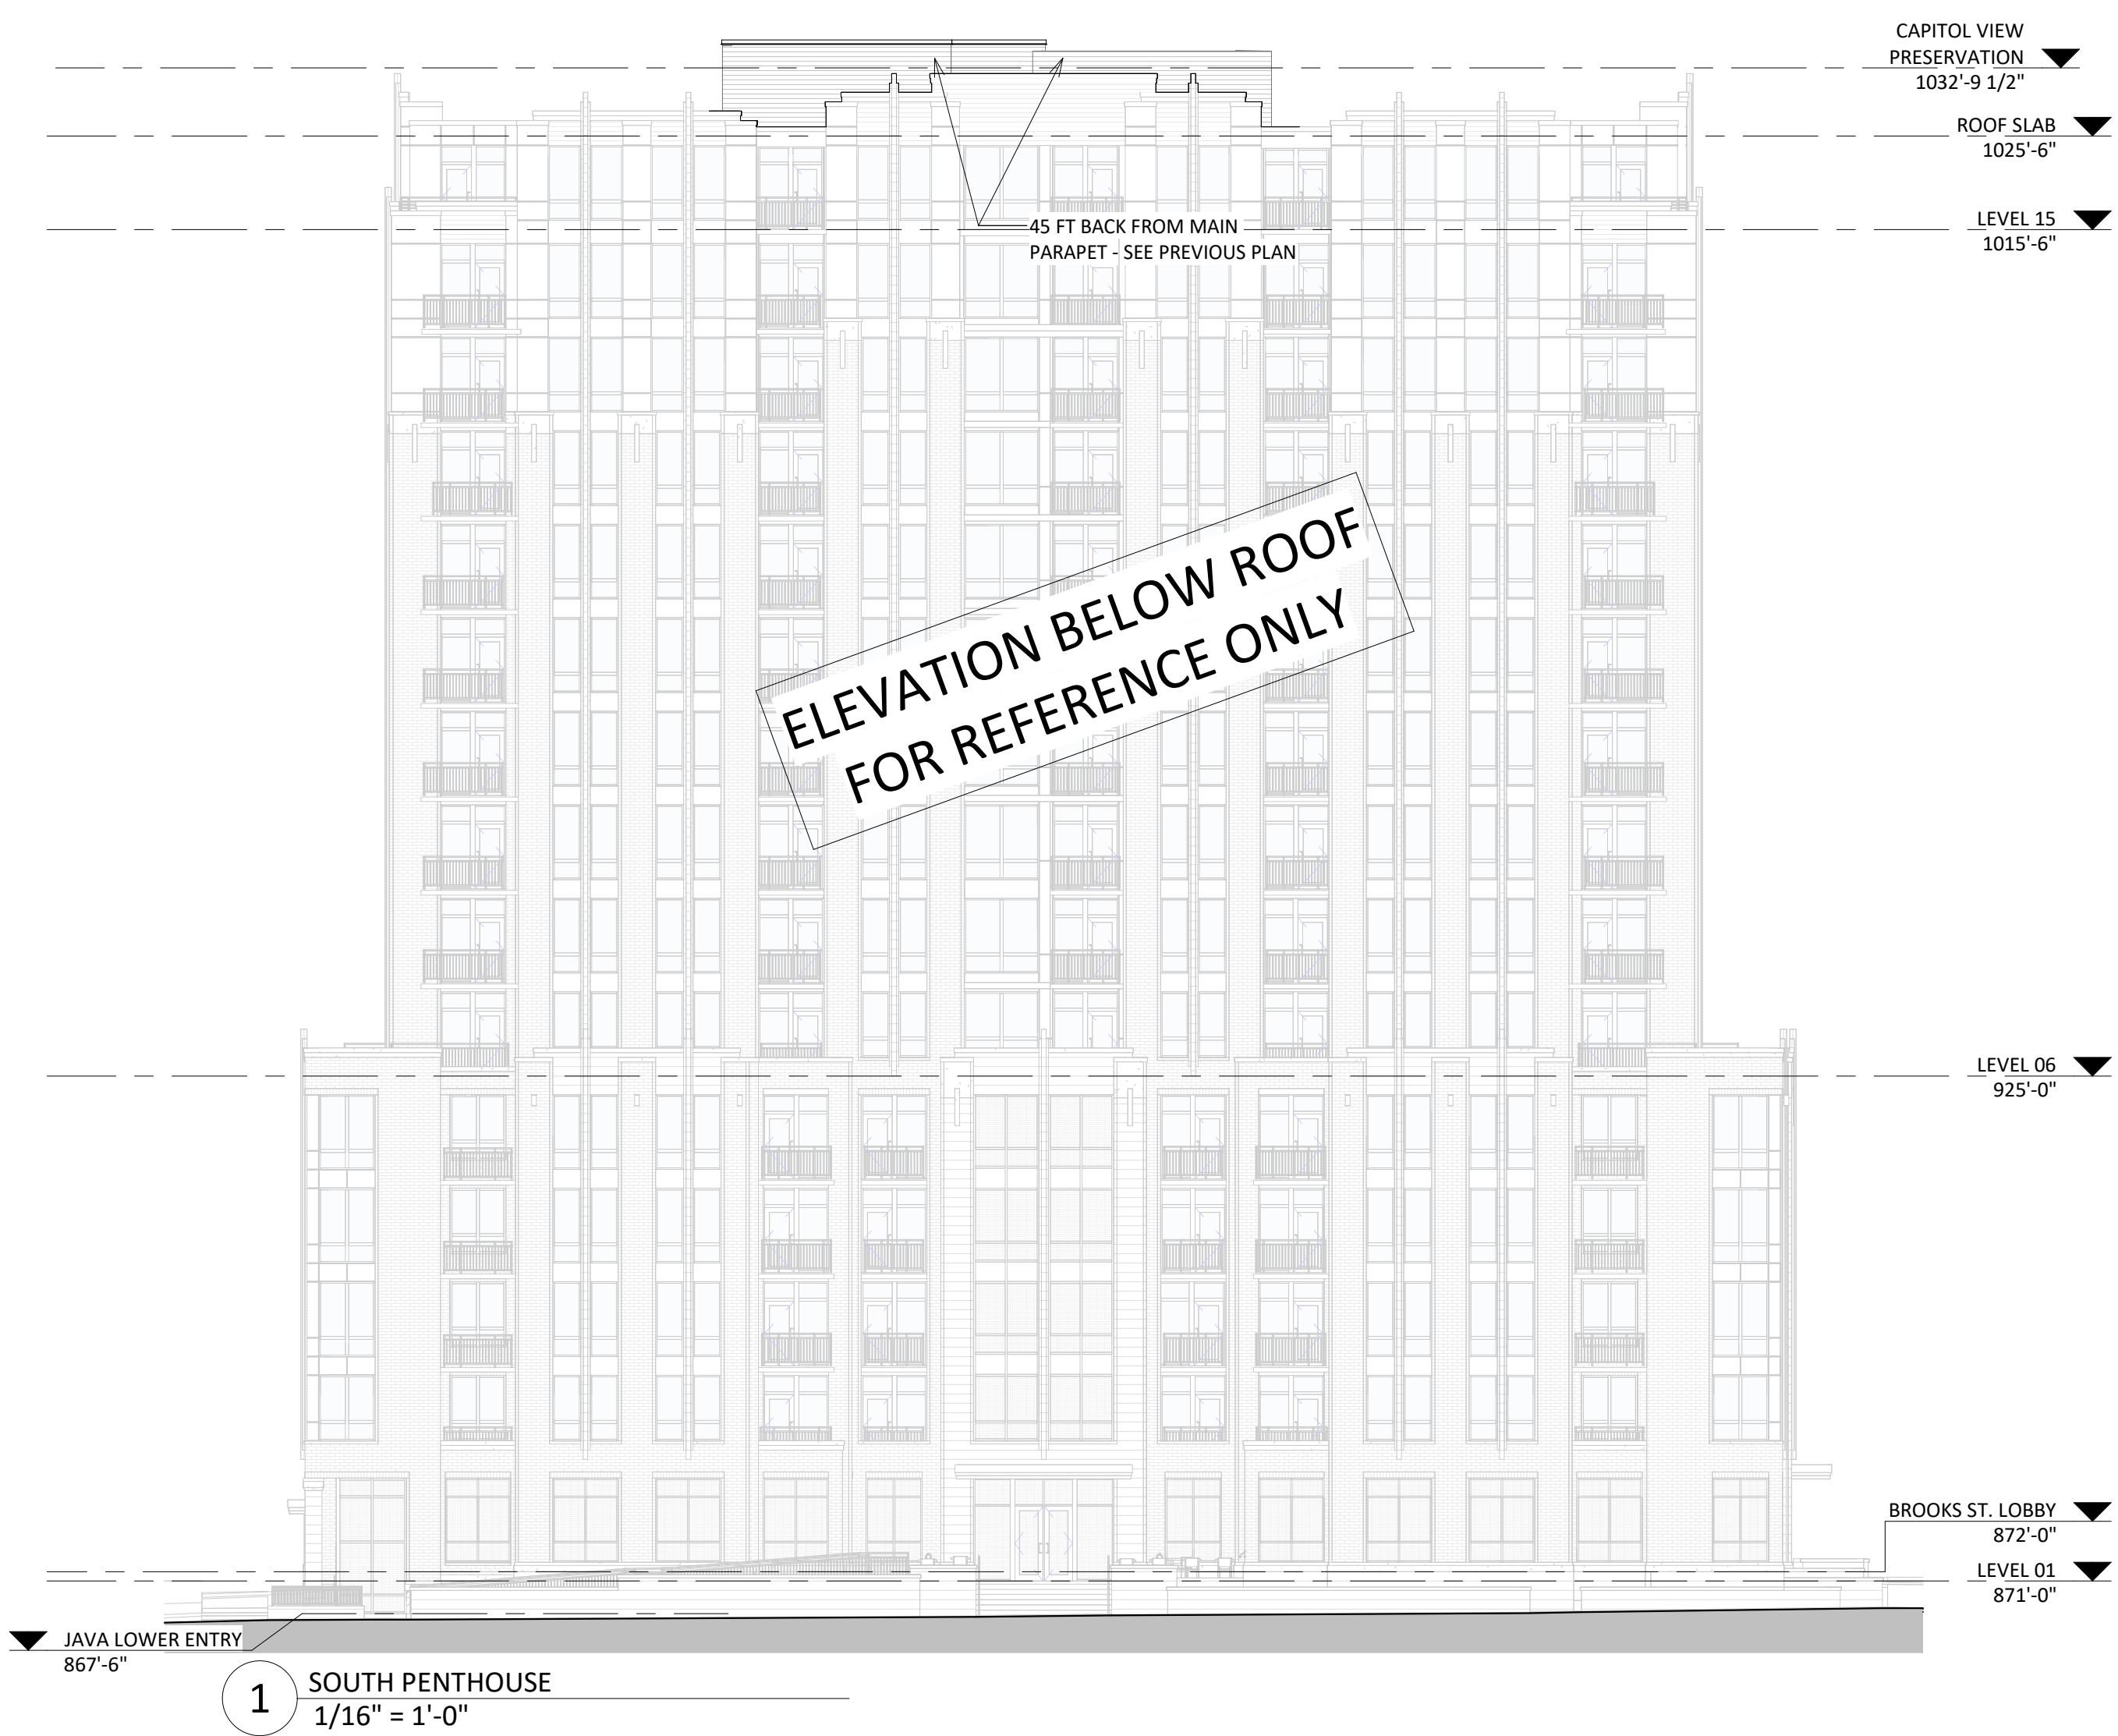 CAPITOL VIEW
PRESERVATION
1032'-9 1/2"
ROOF SLAB
1025'-6"
LEVEL 15
1015'-6"
45 FT BACK FROM MAIN
PARAPET - SEE PREVIOUS PLAN
ELEVATION BELOW ROOF
FOR REFERENCE ONLY
LEVEL 06
925'-0"
BROOKS ST. LOBBY
872'-0"
LEVEL 01
871'-0"
JAVA LOWER ENTRY
867'-6"
1
SOUTH PENTHOUSE
1/16" = 1'-0"